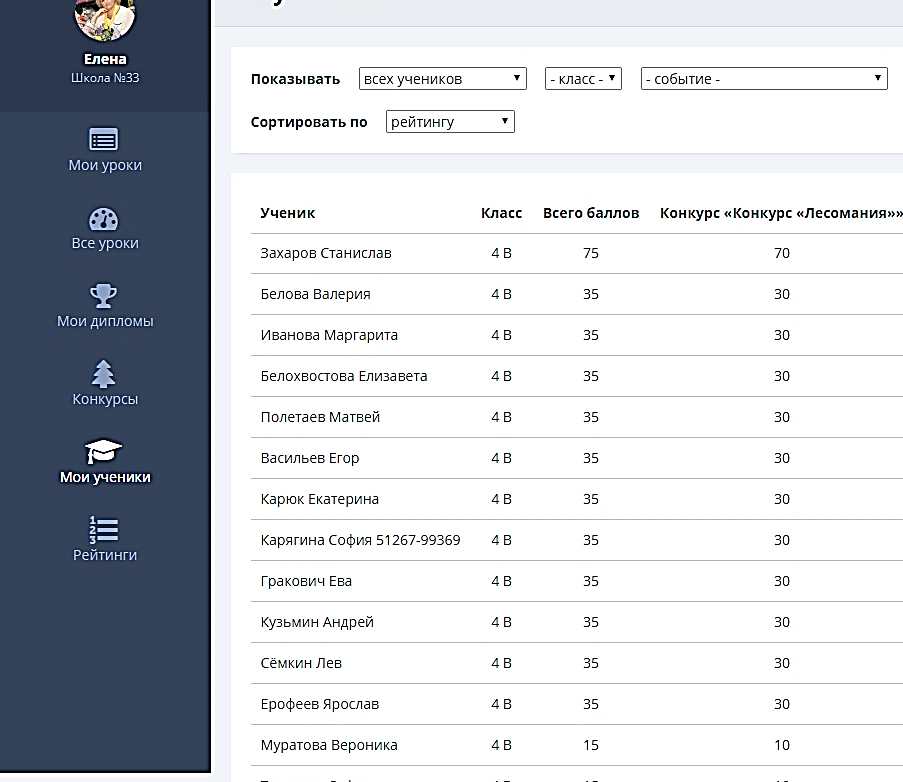 Елена
Школа №33
Мои уроки
Все уроки
Мои дипломы
Конкурсы
Мои ученики
1
2
3
Рейтинги
Показывать всех учеников - класс - - событие -
Сортировать по рейтингу
Ученик Класс Всего баллов Конкурс «Конкурс «Лесомания»»
Захаров Станислав 4 В 75 70
Белова Валерия 4 В 35 30
Иванова Маргарита 4 В 35 30
Белохвостова Елизавета 4 В 35 30
Полетаев Матвей 4 В 35 30
Васильев Егор 4 В 35 30
Карюк Екатерина 4 В 35 30
Карягина София 51267-99369 4 В 35 30
Гракович Ева 4 В 35 30
Кузьмин Андрей 4 В 35 30
Сёмкин Лев 4 В 35 30
Ерофеев Ярослав 4 В 35 30
Муратова Вероника 4 В 15 10